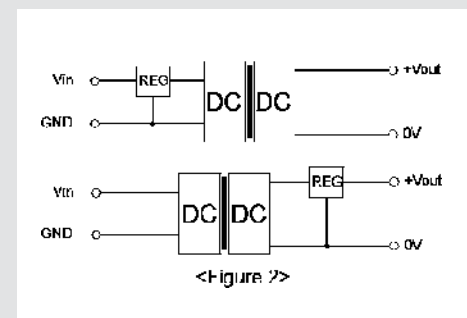 Vin REG DC DC +Vout
GND 0V
Vin DC DC REG +Vout
GND 0V
<Figure 2>